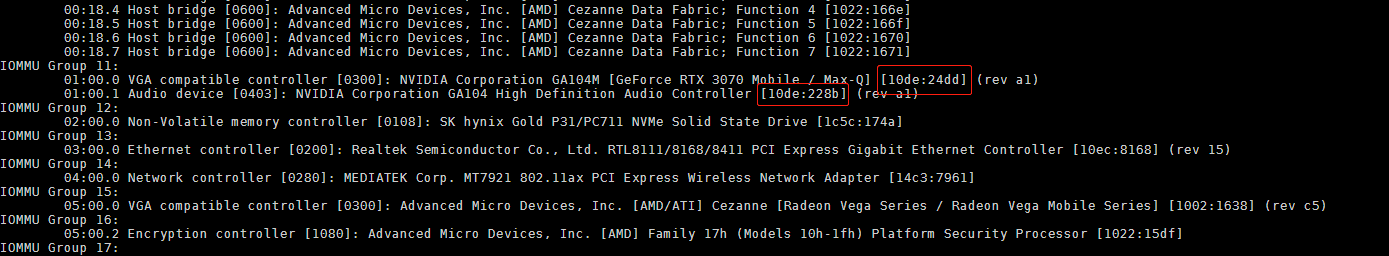 00:18.4 Host bridge [0600]: Advanced Micro Devices, Inc. [AMD] Cezanne Data Fabric; Function 4 [1022:166e]
00:18.5 Host bridge [0600]: Advanced Micro Devices, Inc. [AMD] Cezanne Data Fabric; Function 5 [1022:166f]
00:18.6 Host bridge [0600]: Advanced Micro Devices, Inc. [AMD] Cezanne Data Fabric; Function 6 [1022:1670]
00:18.7 Host bridge [0600]: Advanced Micro Devices, Inc. [AMD] Cezanne Data Fabric; Function 7 [1022:1671]
IOMMU Group 11:
01:00.0 VGA compatible controller [0300]: NVIDIA Corporation GA104M [GeForce RTX 3070 Mobile / Max-Q] [10de:24dd] (rev a1)
01:00.1 Audio device [0403]: NVIDIA Corporation GA104 High Definition Audio Controller [10de:228b] (rev a1)
IOMMU Group 12:
02:00.0 Non-Volatile memory controller [0108]: SK hynix Gold P31/PC711 NVMe Solid State Drive [1c5c:174a]
IOMMU Group 13:
03:00.0 Ethernet controller [0200]: Realtek Semiconductor Co., Ltd. RTL8111/8168/8411 PCI Express Gigabit Ethernet Controller [10ec:8168] (rev 15)
IOMMU Group 14:
04:00.0 Network controller [0280]: MEDIATEK Corp. MT7921 802.11ax PCI Express Wireless Network Adapter [14c3:7961]
IOMMU Group 15:
05:00.0 VGA compatible controller [0300]: Advanced Micro Devices, Inc. [AMD/ATI] Cezanne [Radeon Vega Series / Radeon Vega Mobile Series] [1002:1638] (rev c5)
IOMMU Group 16:
05:00.2 Encryption controller [1080]: Advanced Micro Devices, Inc. [AMD] Family 17h (Models 10h-1fh) Platform Security Processor [1022:15df]
IOMMU Group 17: